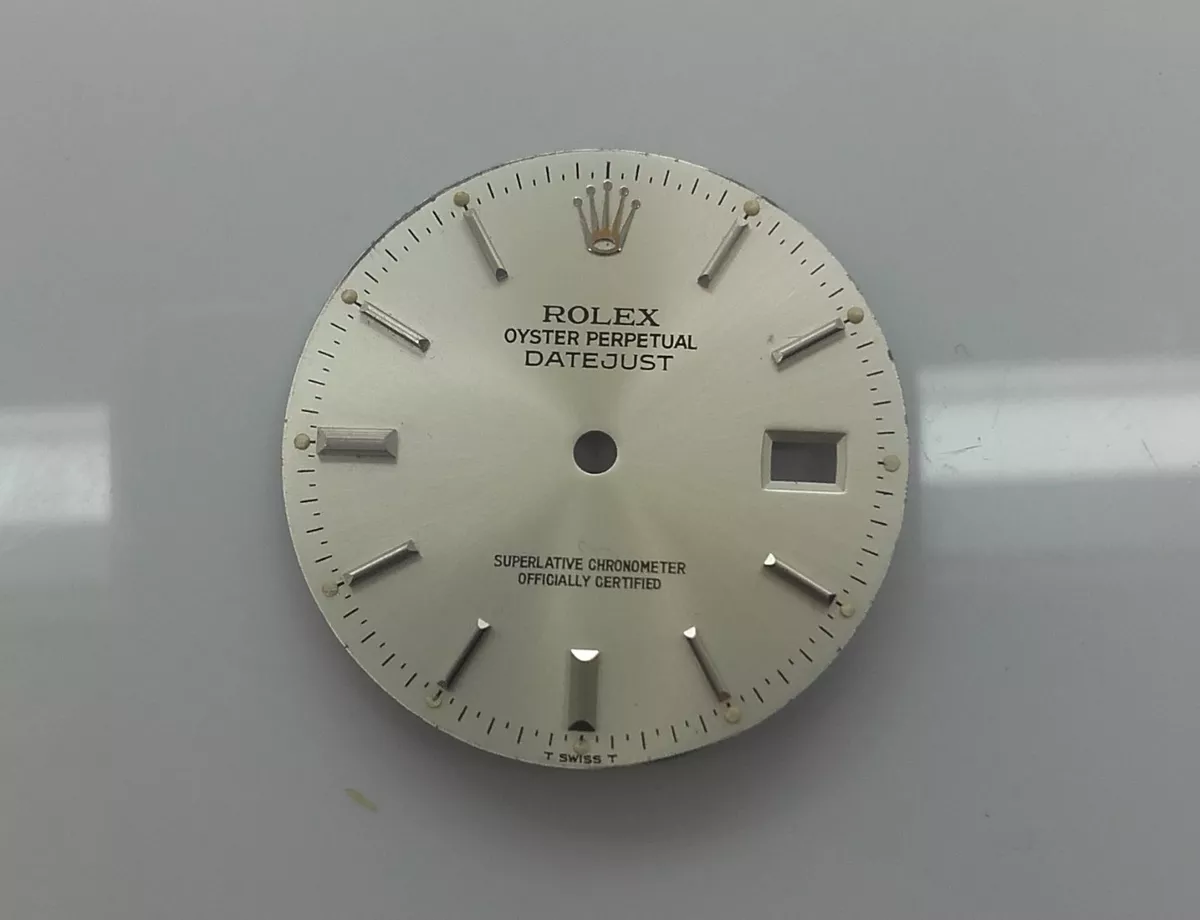 ROLEX
OYSTER PERPETUAL
DATEJUST
SUPERLATIVE CHRONOMETER
OFFICIALLY CERTIFIED
T SWISS T